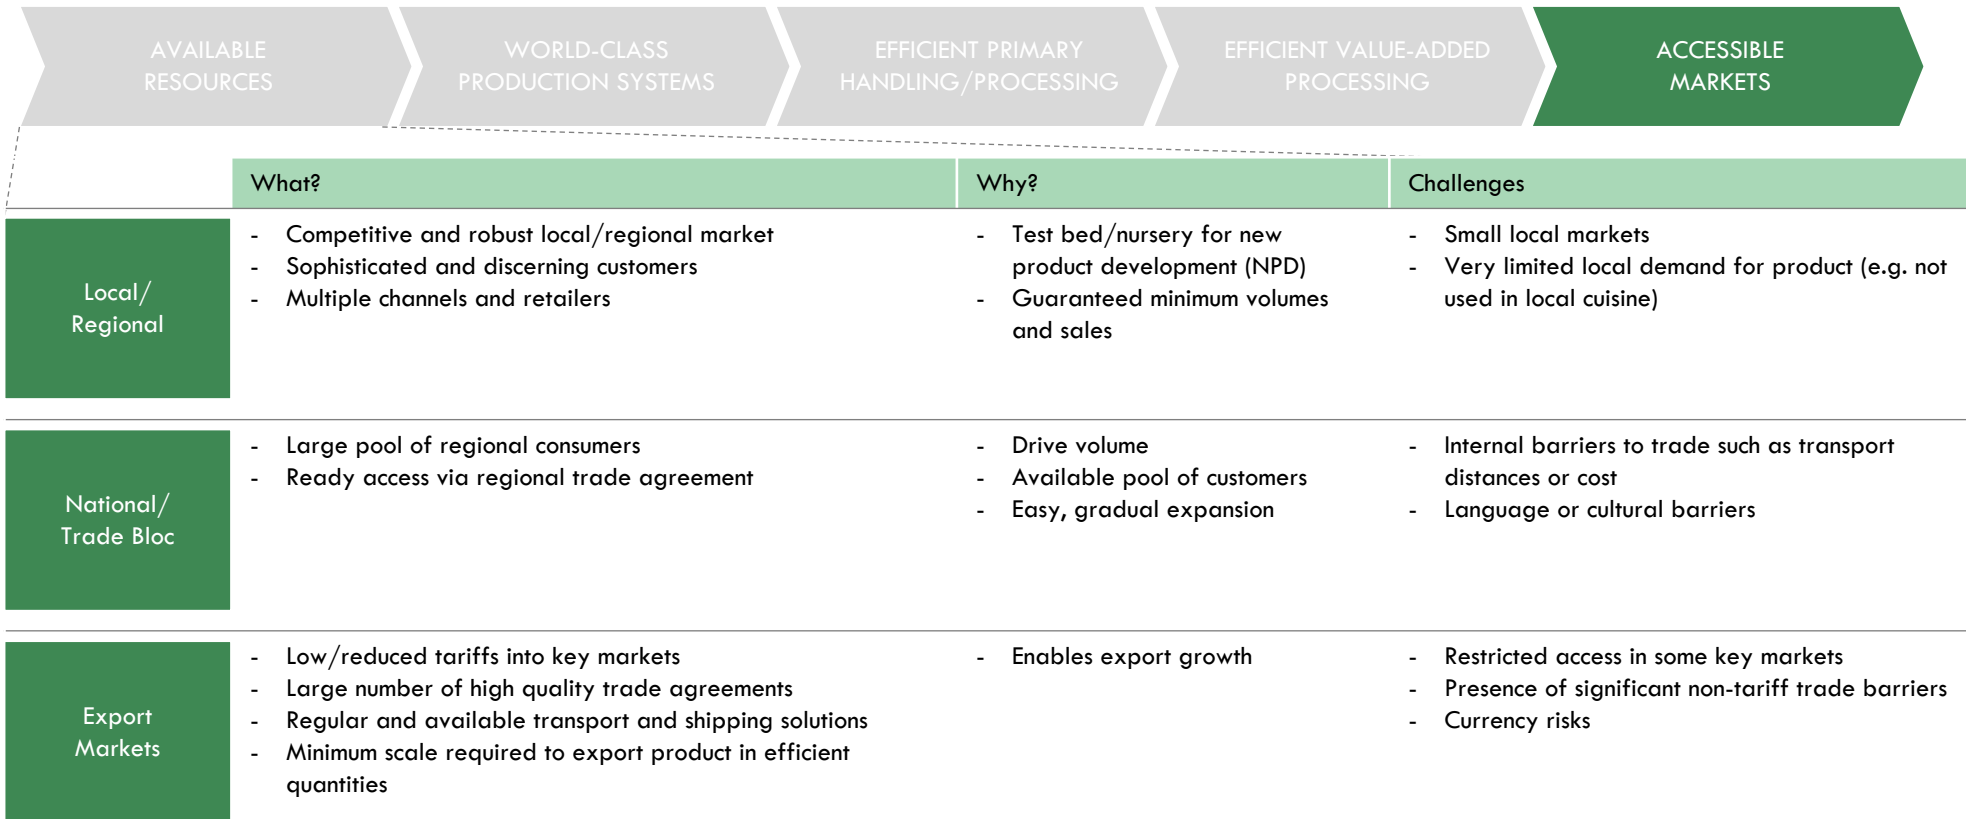 AVAILABLE
RESOURCES
WORLD-CLASS
PRODUCTION SYSTEMS
EFFICIENT PRIMARY
HANDLING/PROCESSING
EFFICIENT VALUE-ADDED
PROCESSING
ACCESSIBLE
MARKETS
What?
Why?
Challenges
Local/
Regional
- Competitive and robust local/regional market
- Sophisticated and discerning customers
- Multiple channels and retailers
- Test bed/nursery for new
product development (NPD)
- Guaranteed minimum volumes
and sales
- Small local markets
- Very limited local demand for product (e.g. not
used in local cuisine)
National/
Trade Bloc
- Large pool of regional consumers
- Ready access via regional trade agreement
- Drive volume
- Available pool of customers
- Easy, gradual expansion
- Internal barriers to trade such as transport
distances or cost
- Language or cultural barriers
Export
Markets
- Low/reduced tariffs into key markets
- Large number of high quality trade agreements
- Regular and available transport and shipping solutions
- Minimum scale required to export product in efficient
quantities
- Enables export growth
- Restricted access in some key markets
- Presence of significant non-tariff trade barriers
- Currency risks